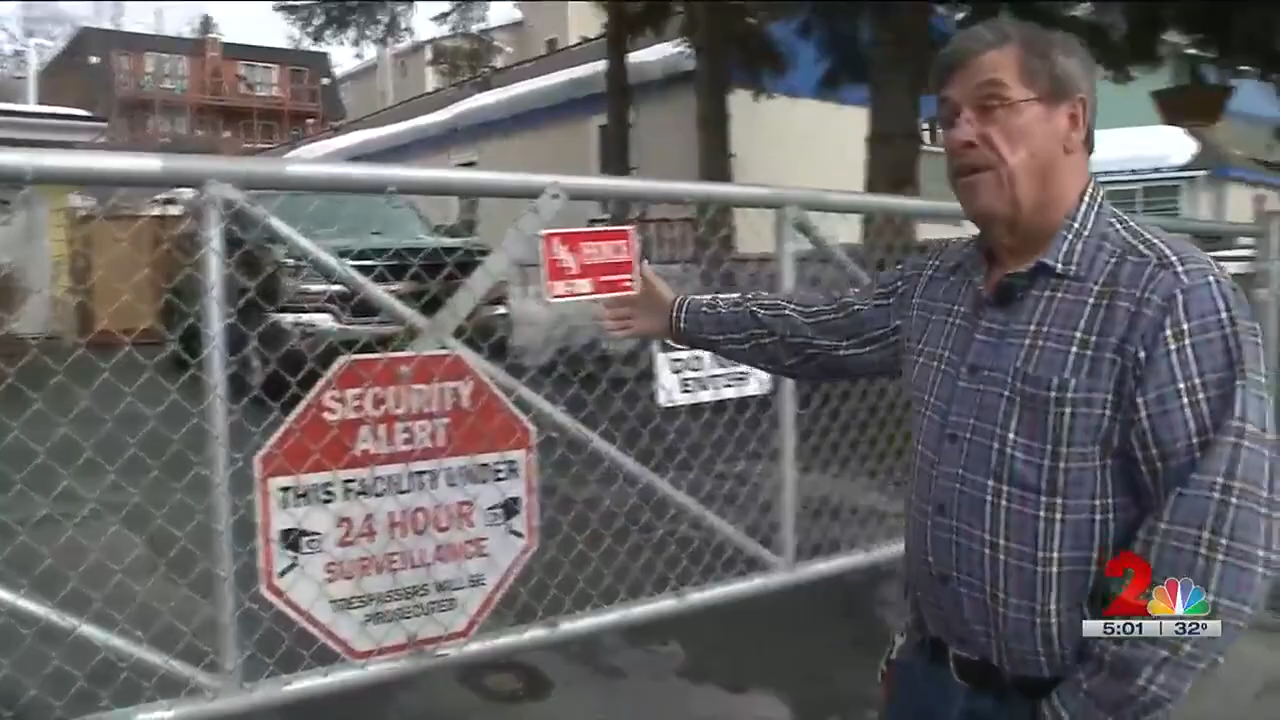 FENCE
DO NOT
ENTER
SECURITY
ALERT
THIS FACILITY UNDER
24 HOUR
SURVEILLANCE
TRESPASSERS WILL BE
PROSECUTED
2
5:01 | 32°